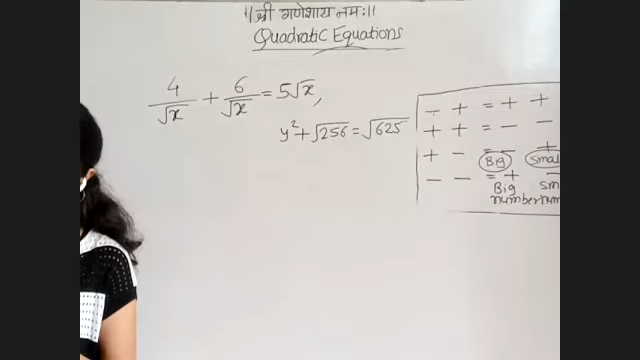 ॥ श्री गणेशाय नमः ॥
Quadratic Equations
4/√x + 6/√x = 5√x,
y² + √256 = √625
- + = + +
+ + = - -
+ - = - +
- - = + -
Big Small
Big
number